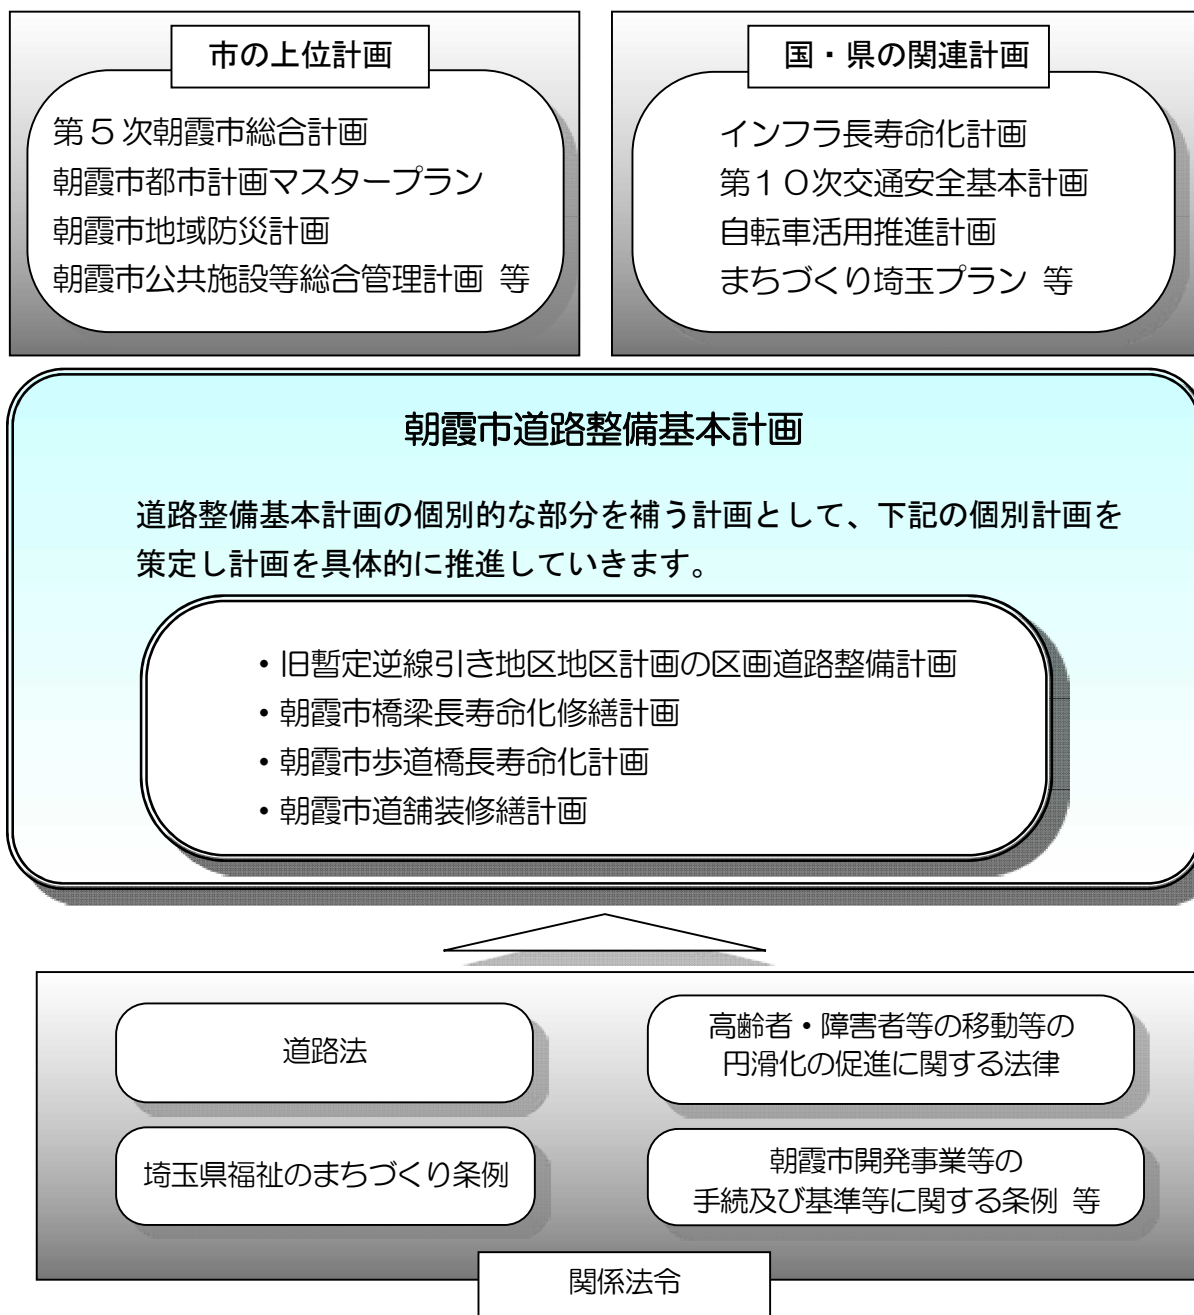 市の上位計画
第5次朝霞市総合計画
朝霞市都市計画マスタープラン
朝霞市地域防災計画
朝霞市公共施設等総合管理計画 等
国・県の関連計画
インフラ長寿命化計画
第10次交通安全基本計画
自転車活用推進計画
まちづくり埼玉プラン 等
朝霞市道路整備基本計画
道路整備基本計画の個別的な部分を補う計画として、下記の個別計画を
策定し計画を具体的に推進していきます。
・旧暫定逆線引き地区地区計画の区画道路整備計画
・朝霞市橋梁長寿命化修繕計画
・朝霞市歩道橋長寿命化計画
・朝霞市道舗装修繕計画
道路法
高齢者・障害者等の移動等の
円滑化の促進に関する法律
埼玉県福祉のまちづくり条例
朝霞市開発事業等の
手続及び基準等に関する条例 等
関係法令